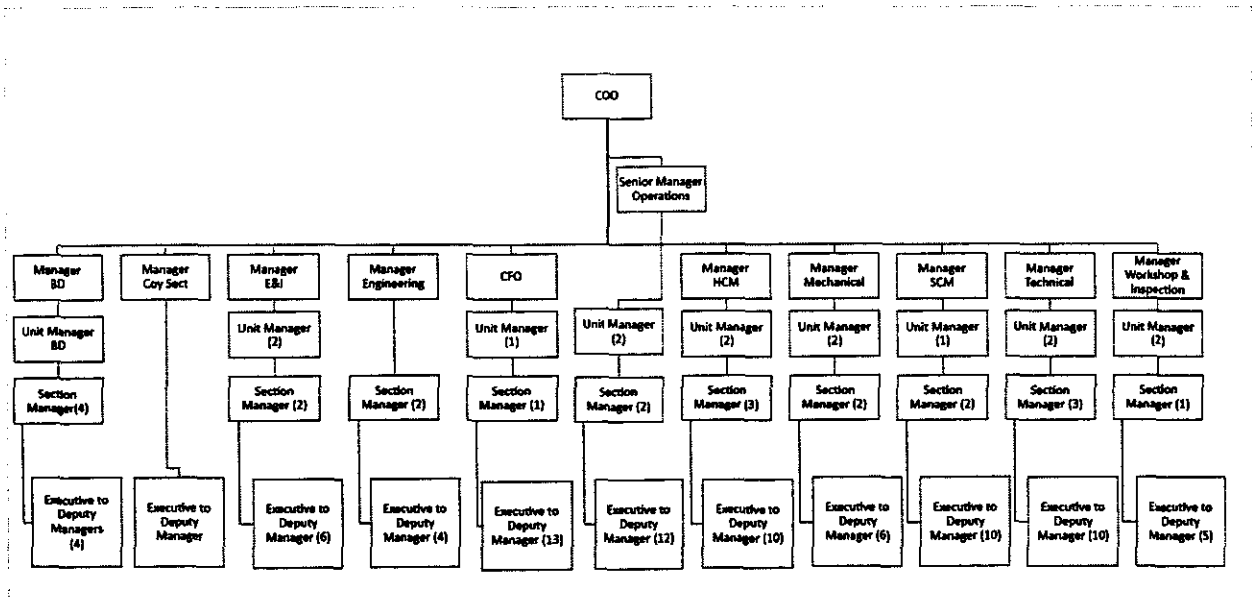 COO
Senior Manager
Operations
Manager
BD
Manager
Coy Sect
Manager
E&I
Manager
Engineering
CFO
Manager
HCM
Manager
Mechanical
Manager
SCM
Manager
Technical
Manager
Workshop &
Inspection
Unit Manager
BD
Unit Manager
(2)
Unit Manager
(1)
Unit Manager
(2)
Unit Manager
(2)
Unit Manager
(2)
Unit Manager
(1)
Unit Manager
(2)
Unit Manager
(2)
Section
Manager(4)
Section
Manager (2)
Section
Manager (2)
Section
Manager (1)
Section
Manager (2)
Section
Manager (3)
Section
Manager (2)
Section
Manager (2)
Section
Manager (3)
Section
Manager (1)
Executive to
Deputy
Managers
(4)
Executive to
Deputy
Manager
Executive to
Deputy
Manager (6)
Executive to
Deputy
Manager (4)
Executive to
Deputy
Manager (13)
Executive to
Deputy
Manager (12)
Executive to
Deputy
Manager (10)
Executive to
Deputy
Manager (6)
Executive to
Deputy
Manager (10)
Executive to
Deputy
Manager (10)
Executive to
Deputy
Manager (5)